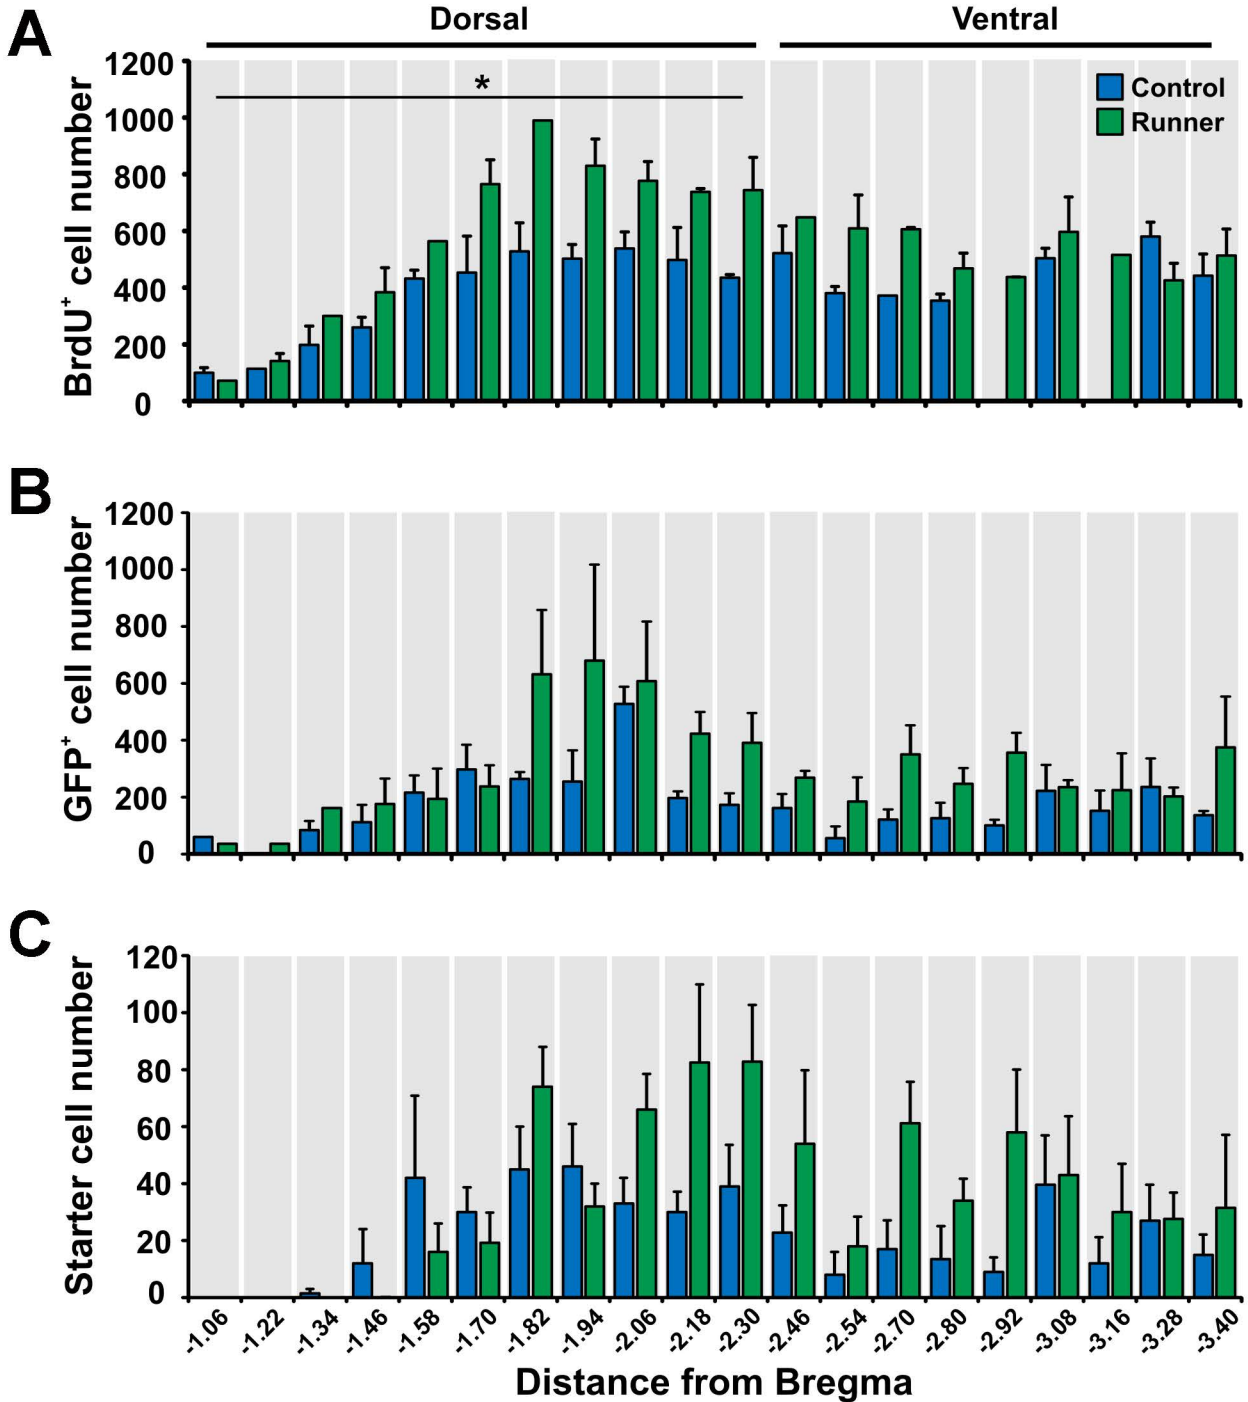 A
Dorsal
Ventral
BrdU⁺ cell number
1200
1000
800
600
400
200
0
*
Control
Runner
B
GFP⁺ cell number
1200
1000
800
600
400
200
0
C
Starter cell number
120
100
80
60
40
20
0
-1.06 -1.22 -1.34 -1.46 -1.58 -1.70 -1.82 -1.94 -2.06 -2.18 -2.30 -2.46 -2.54 -2.70 -2.80 -2.92 -3.08 -3.16 -3.28 -3.40
Distance from Bregma